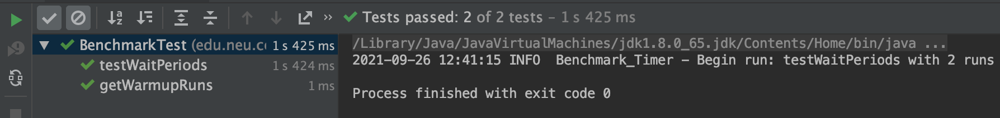 Tests passed: 2 of 2 tests – 1 s 425 ms
BenchmarkTest (edu.neu.c 1 s 425 ms
testWaitPeriods 1 s 424 ms
getWarmupRuns 1 ms
/Library/Java/JavaVirtualMachines/jdk1.8.0_65.jdk/Contents/Home/bin/java ...
2021-09-26 12:41:15 INFO  Benchmark_Timer - Begin run: testWaitPeriods with 2 runs
Process finished with exit code 0